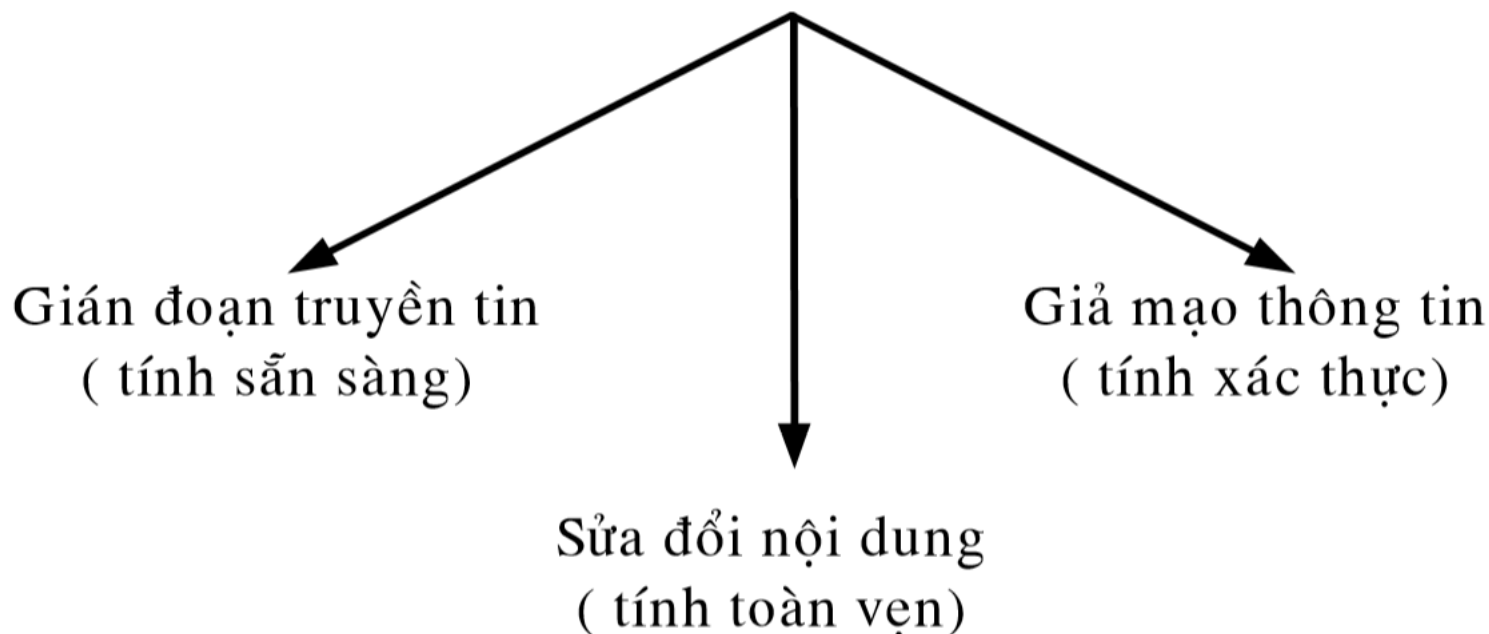 Gián đoạn truyền tin
( tính sẵn sàng)
Giả mạo thông tin
( tính xác thực)
Sửa đổi nội dung
( tính toàn vẹn)